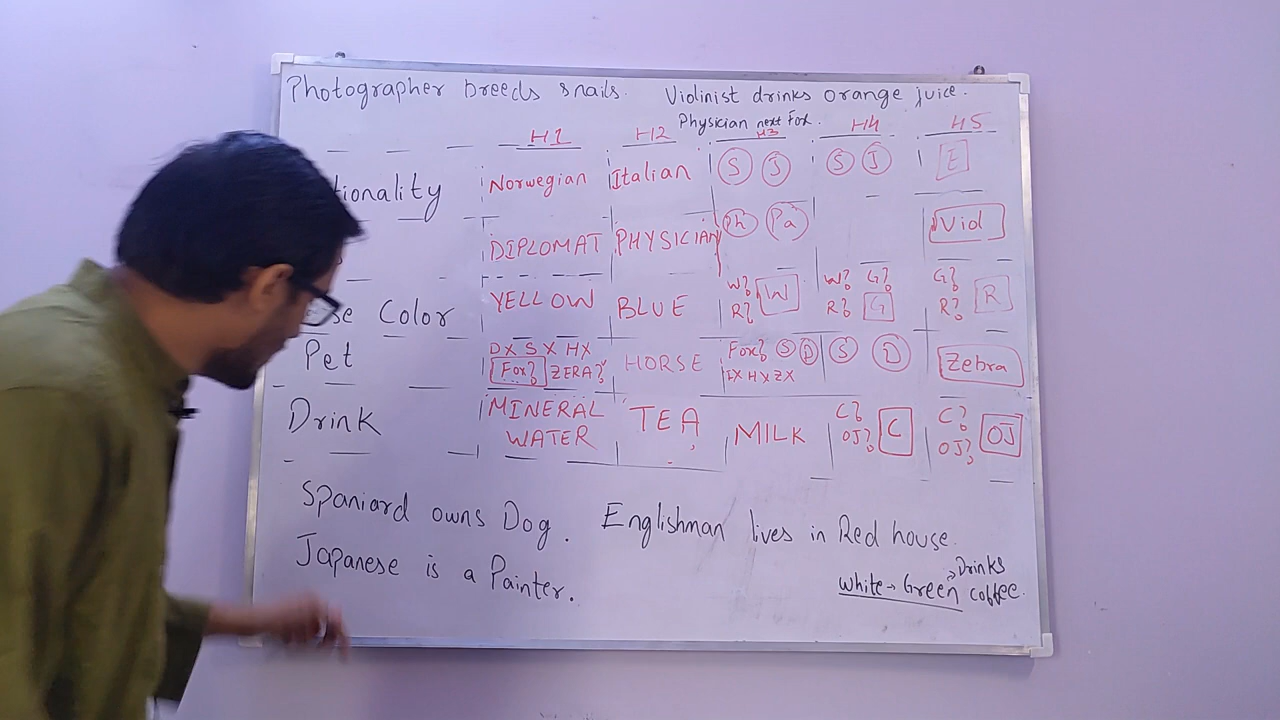 Photographer breeds snails. Violinist drinks orange juice.
Physician next Fox.
H1 H2 H3 H4 H5
tionality Norwegian Italian S J S J E
DIPLOMAT PHYSICIAN Ph Pa Viol
se Color YELLOW BLUE W? R? W W? G? R? G G? R? R
Pet DX SX HX Fox? ZERA? HORSE Fox? S D FX HX ZX S D Zebra
Drink MINERAL WATER TEA MILK C? OJ? C C? OJ? OJ
Spaniard owns Dog. Englishman lives in Red house.
Japanese is a Painter.
White → Green → Drinks coffee.